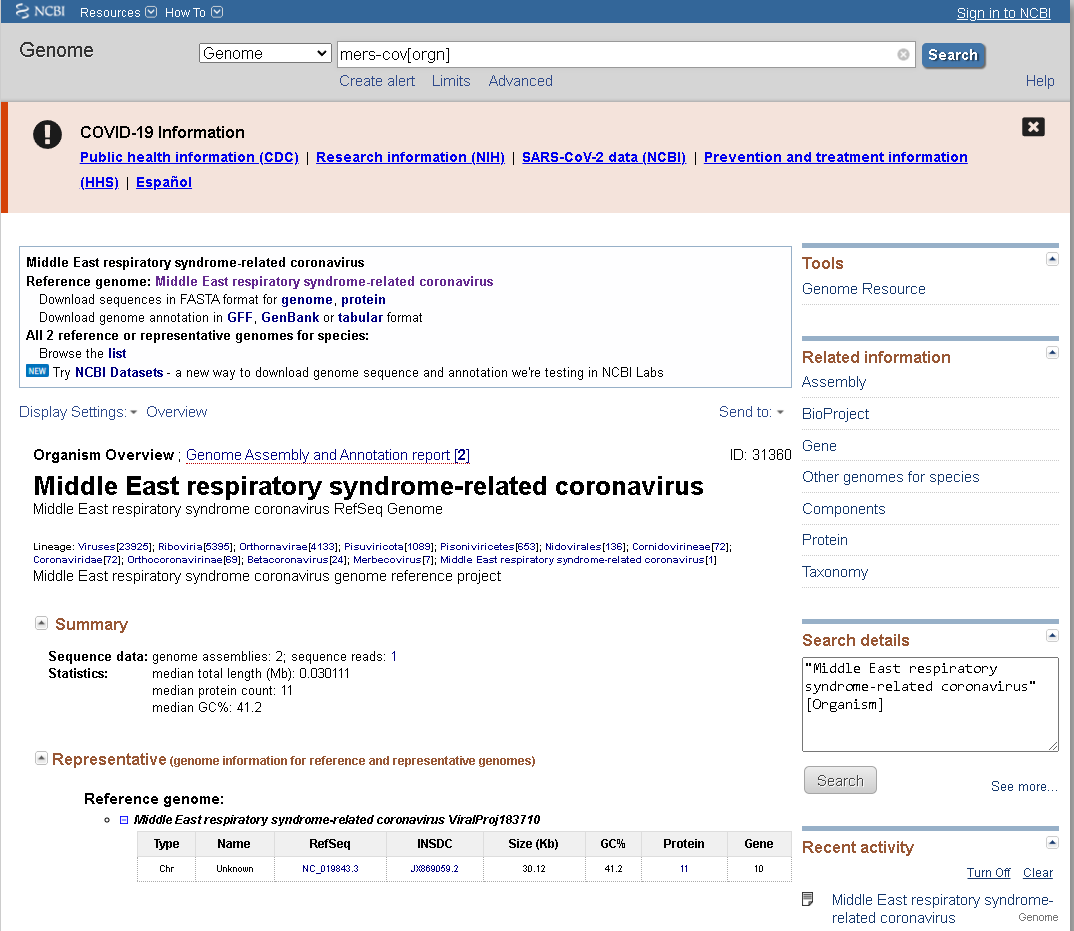 NCBI Resources How To Sign in to NCBI
Genome Genome mers-cov[orgn] Search
Create alert Limits Advanced Help
COVID-19 Information
Public health information (CDC) | Research information (NIH) | SARS-CoV-2 data (NCBI) | Prevention and treatment information
(HHS) | Español
Middle East respiratory syndrome-related coronavirus
Reference genome: Middle East respiratory syndrome-related coronavirus
Download sequences in FASTA format for genome, protein
Download genome annotation in GFF, GenBank or tabular format
All 2 reference or representative genomes for species:
Browse the list
NEW Try NCBI Datasets - a new way to download genome sequence and annotation we're testing in NCBI Labs
Display Settings: Overview Send to:
Organism Overview ; Genome Assembly and Annotation report [2] ID: 31360
Middle East respiratory syndrome-related coronavirus
Middle East respiratory syndrome coronavirus RefSeq Genome
Lineage: Viruses[23925]; Riboviria[5395]; Orthornavirae[4133]; Pisuviricota[1089]; Pisoniviricetes[653]; Nidovirales[136]; Cornidovirineae[72];
Coronaviridae[72]; Orthocoronavirinae[69]; Betacoronavirus[24]; Merbecovirus[7]; Middle East respiratory syndrome-related coronavirus[1]
Middle East respiratory syndrome coronavirus genome reference project
Summary
Sequence data: genome assemblies: 2; sequence reads: 1
Statistics: median total length (Mb): 0.030111
median protein count: 11
median GC%: 41.2
Representative (genome information for reference and representative genomes)
Reference genome:
Middle East respiratory syndrome-related coronavirus ViralProj183710
Type Name RefSeq INSDC Size (Kb) GC% Protein Gene
Chr Unknown NC_019843.3 JX869059.2 30.12 41.2 11 10
Tools
Genome Resource
Related information
Assembly
BioProject
Gene
Other genomes for species
Components
Protein
Taxonomy
Search details
"Middle East respiratory
syndrome-related coronavirus"
[Organism]
Search See more...
Recent activity
Turn Off Clear
Middle East respiratory syndrome-
related coronavirus Genome